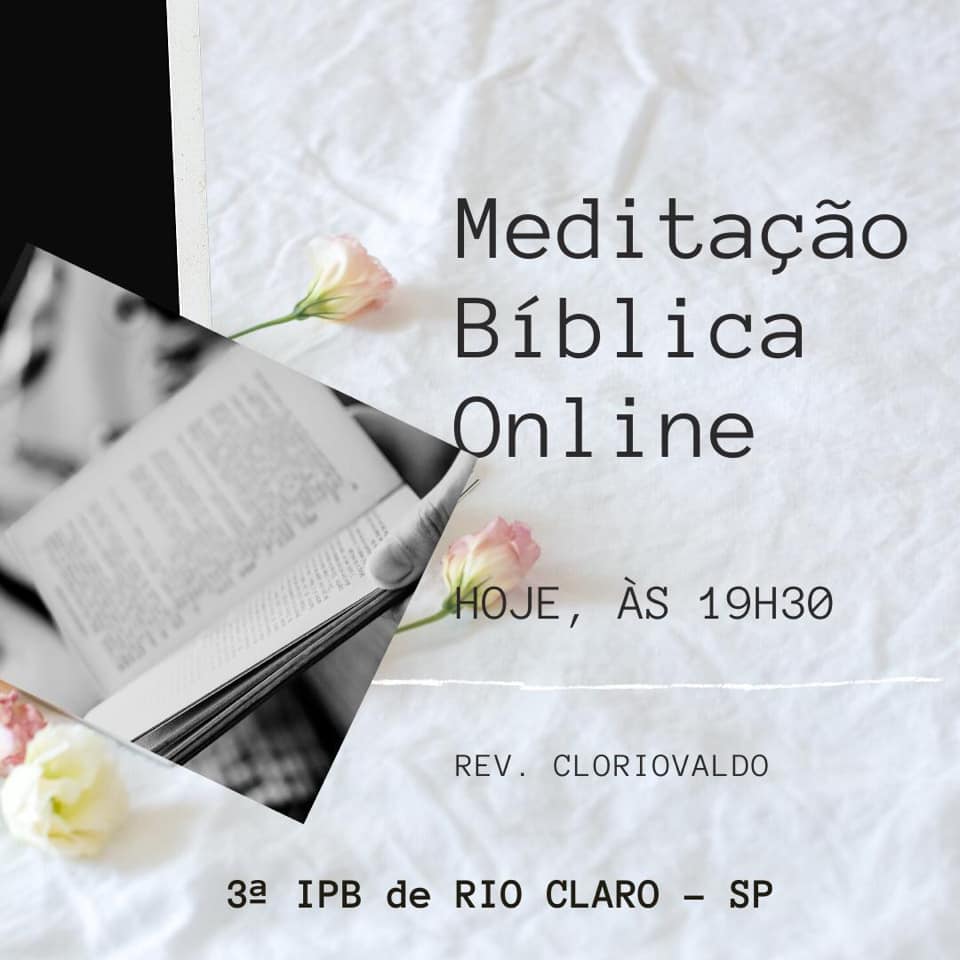 Meditação
Bíblica
Online
HOJE, ÀS 19H30
REV. CLORIOVALDO
3ª IPB de RIO CLARO - SP